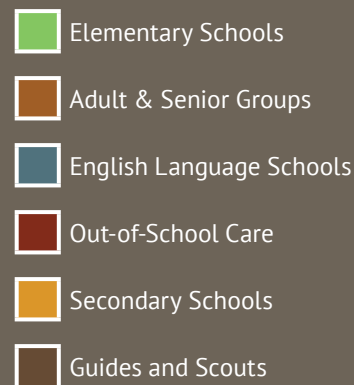 Elementary Schools
Adult & Senior Groups
English Language Schools
Out-of-School Care
Secondary Schools
Guides and Scouts